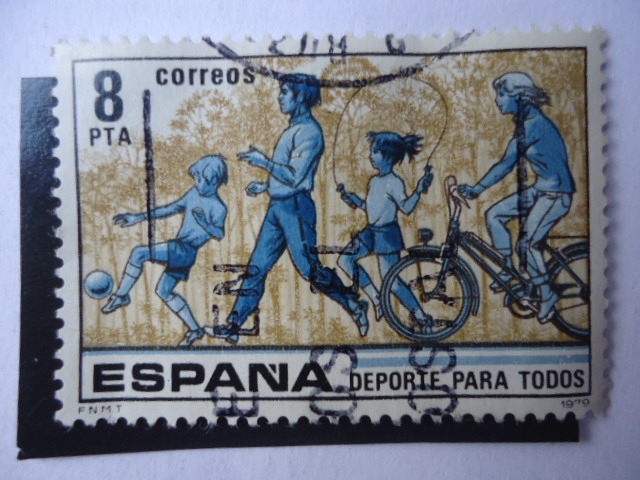 8 correos
PTA
ESPAÑA DEPORTE PARA TODOS
F.N.M.T 1979